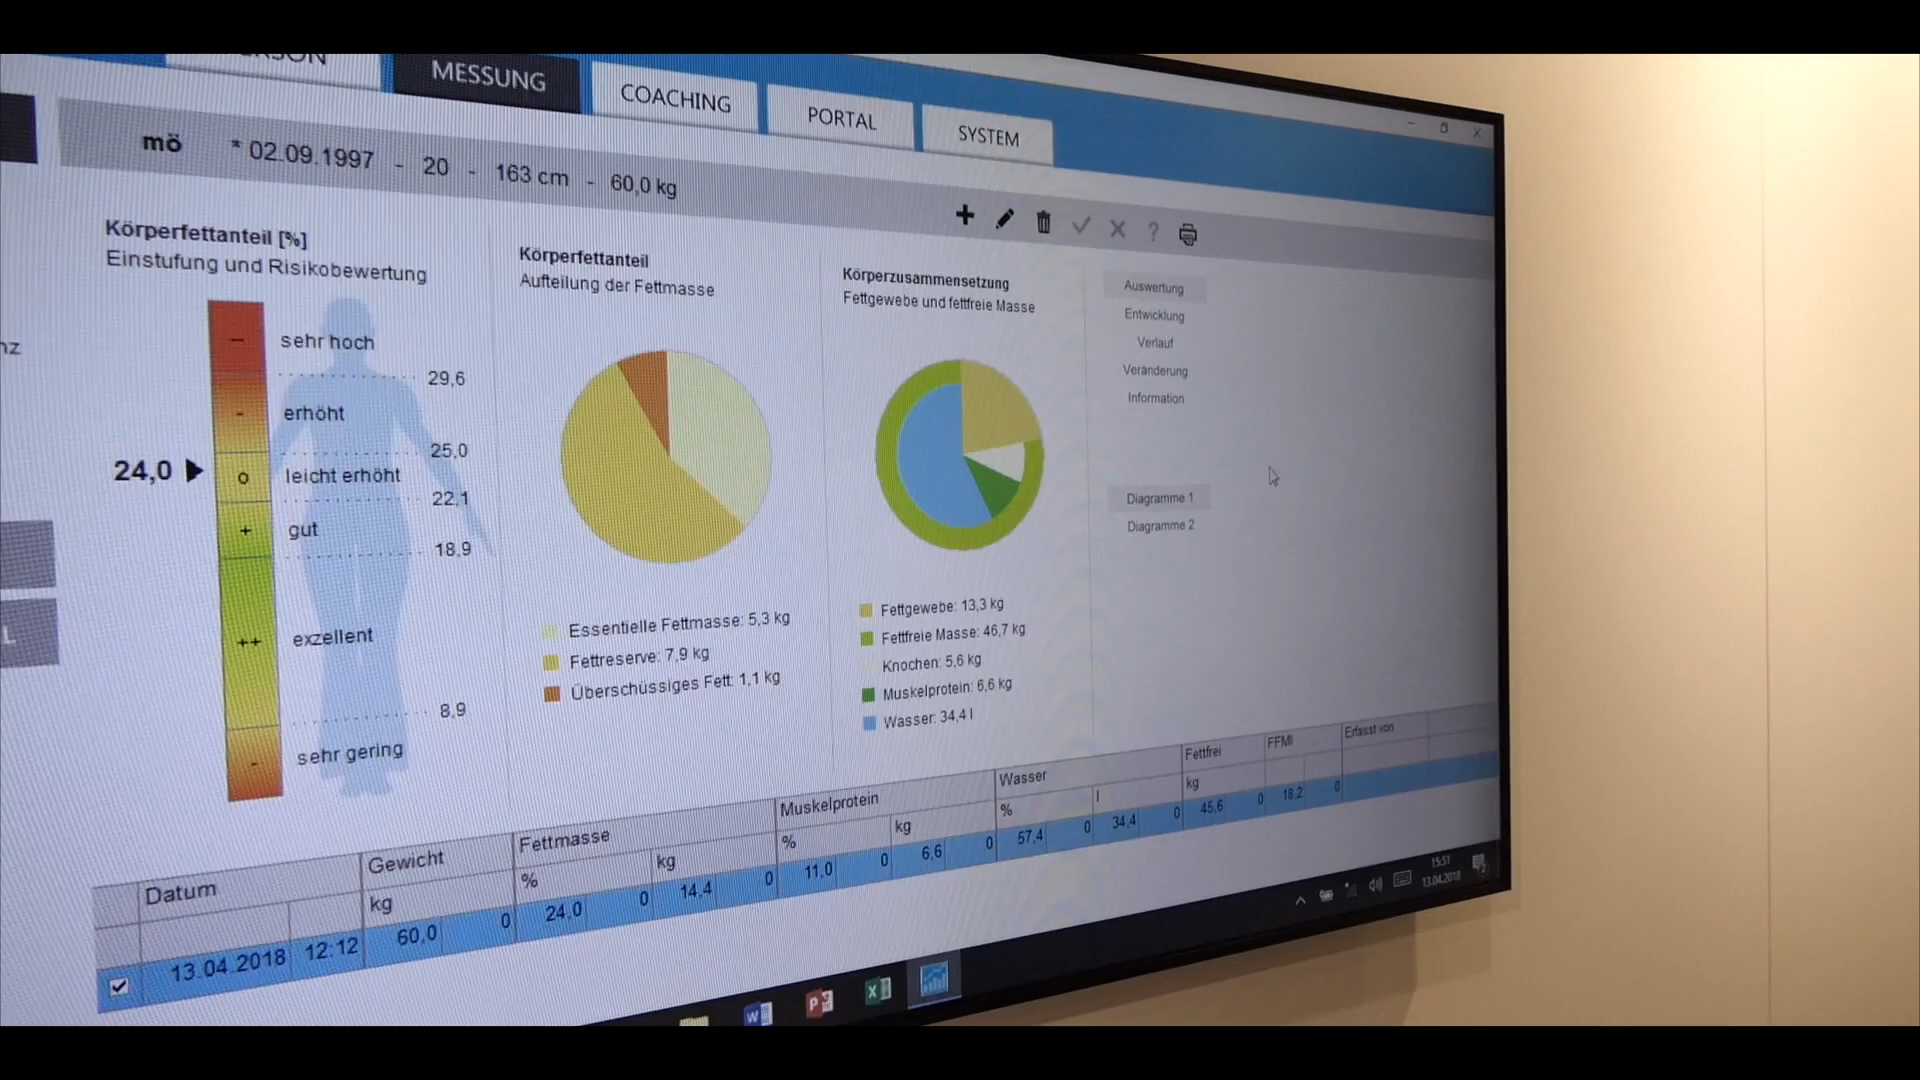 MESSUNG
COACHING
PORTAL
SYSTEM
mö * 02.09.1997 - 20 - 163 cm - 60,0 kg
Körperfettanteil [%]
Einstufung und Risikobewertung
sehr hoch
29,6
erhöht
25,0
24,0
leicht erhöht
22,1
gut
18,9
exzellent
8,9
sehr gering
Körperfettanteil
Aufteilung der Fettmasse
Essentielle Fettmasse: 5,3 kg
Fettreserve: 7,9 kg
Überschüssiges Fett: 1,1 kg
Körperzusammensetzung
Fettgewebe und fettfreie Masse
Fettgewebe: 13,3 kg
Fettfreie Masse: 46,7 kg
Knochen: 5,6 kg
Muskelprotein: 6,6 kg
Wasser: 34,4 l
Auswertung
Entwicklung
Verlauf
Veränderung
Information
Diagramme 1
Diagramme 2
Datum Gewicht Fettmasse Muskelprotein Wasser Fettfrei FFMI Erfasst von
kg % kg % kg % l kg
13.04.2018 12:12 60,0 0 24,0 0 14,4 0 11,0 0 6,6 0 57,4 0 34,4 0 45,6 0 18,2 0
15:51
13.04.2018